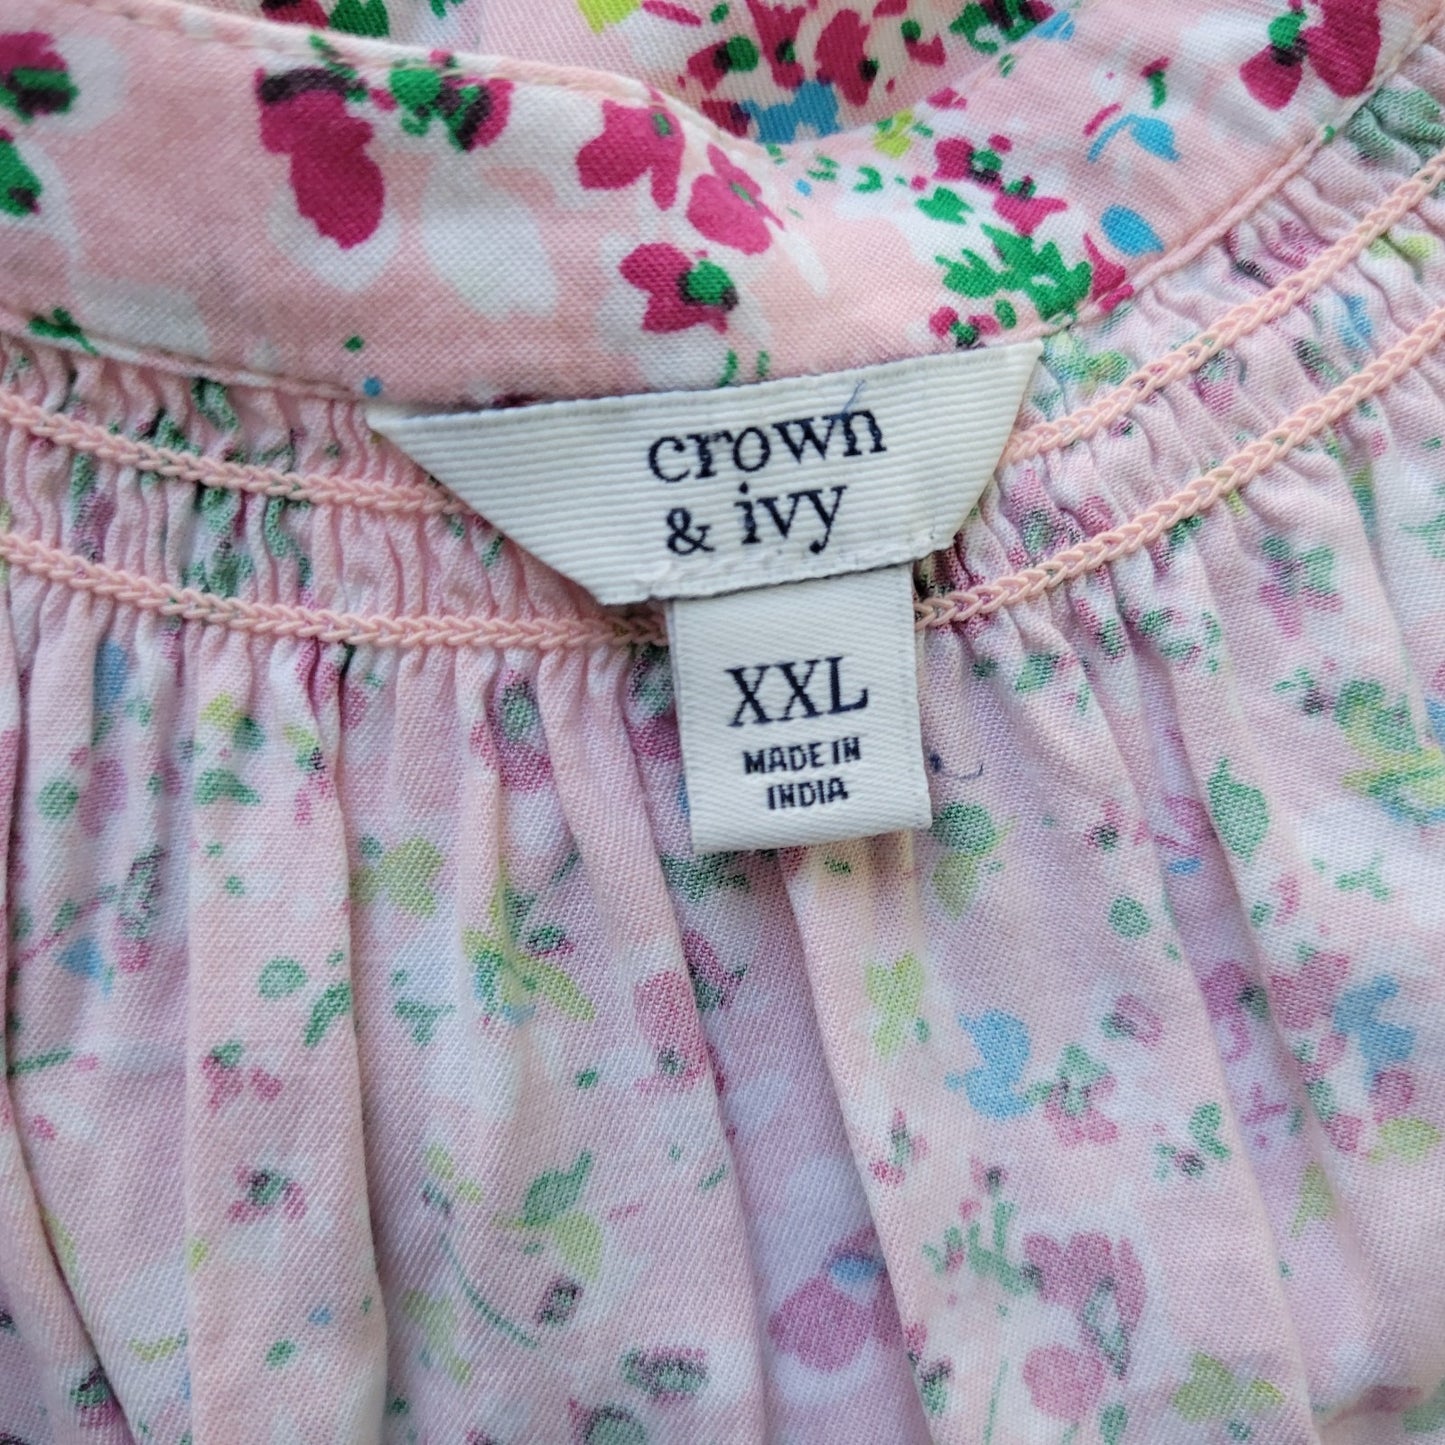 crown
& ivy
XXL
MADE IN
INDIA